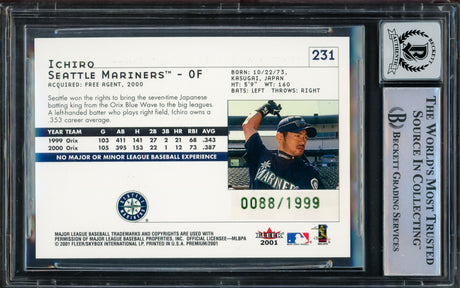 ICHIRO
SEATTLE MARINERS™ - OF
ACQUIRED: FREE AGENT, 2000
231
BORN: 10/22/73,
KASUGAI, JAPAN
HT: 5'9" WT: 160
BATS: LEFT THROWS: RIGHT
Seattle won the rights to bring the seven-time Japanese
batting king from the Orix Blue Wave to the big leagues.
A left-handed batter who plays right field, Ichiro owns a
.353 career average.
YEAR TEAM G AB H 2B 3B HR RBI AVG
1999 Orix 103 411 141 27 2 21 68 .343
2000 Orix 105 395 153 22 1 12 73 .387
NO MAJOR OR MINOR LEAGUE BASEBALL EXPERIENCE
0088/1999
MAJOR LEAGUE BASEBALL TRADEMARKS AND COPYRIGHTS ARE USED WITH
PERMISSION OF MAJOR LEAGUE BASEBALL PROPERTIES, INC. OFFICIAL LICENSEE—MLBPA
© 2001 FLEER/SKYBOX INTERNATIONAL LP. PRINTED IN U.S.A. PREMIUM/2001
FLEER
2001
BECKETT
AUTHENTICITY
THE WORLD'S MOST TRUSTED
SOURCE IN COLLECTING™
BECKETT GRADING SERVICES